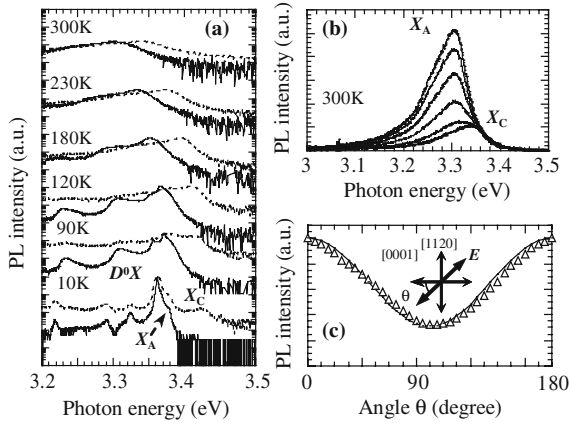 (a)
300K
230K
180K
120K
90K
10K
D⁰X
X_C
X_A
PL intensity (a.u.)
3.2 3.3 3.4 3.5
Photon energy (eV)
(b)
X_A
300K
X_C
PL intensity (a.u.)
3 3.1 3.2 3.3 3.4 3.5
Photon energy (eV)
[1120]
[0001]
E
θ
(c)
PL intensity (a.u.)
0 90 180
Angle θ (degree)